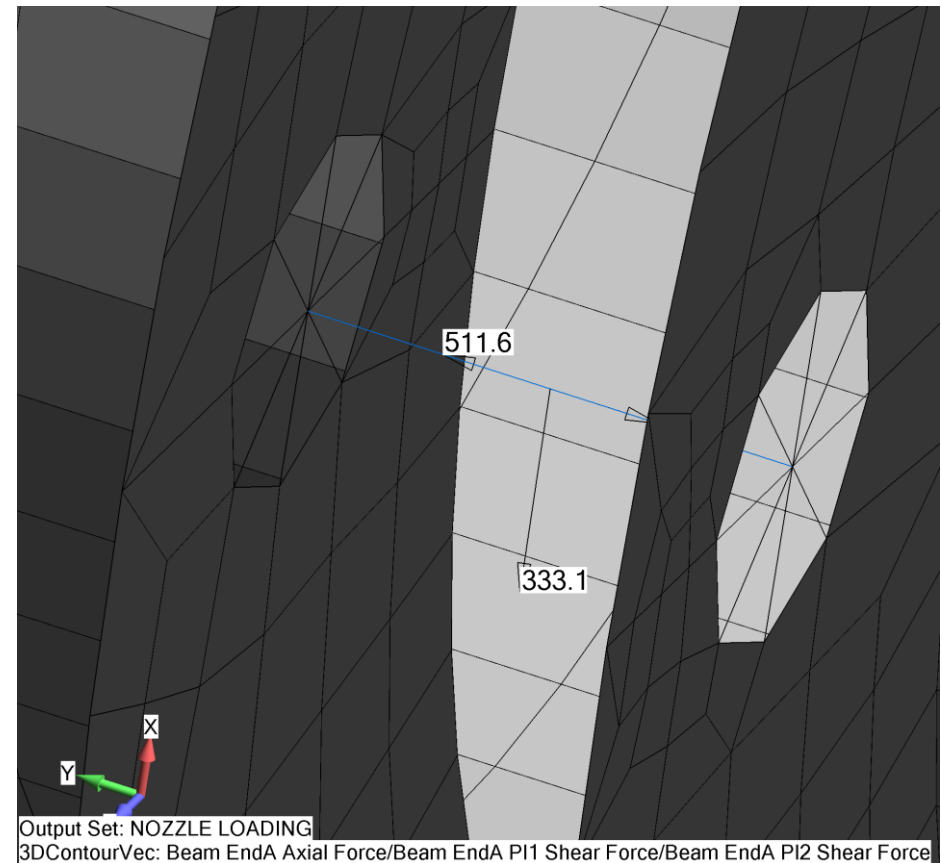 511.6
333.1
X
Y
Output Set: NOZZLE LOADING
3DContourVec: Beam EndA Axial Force/Beam EndA Pl1 Shear Force/Beam EndA Pl2 Shear Force